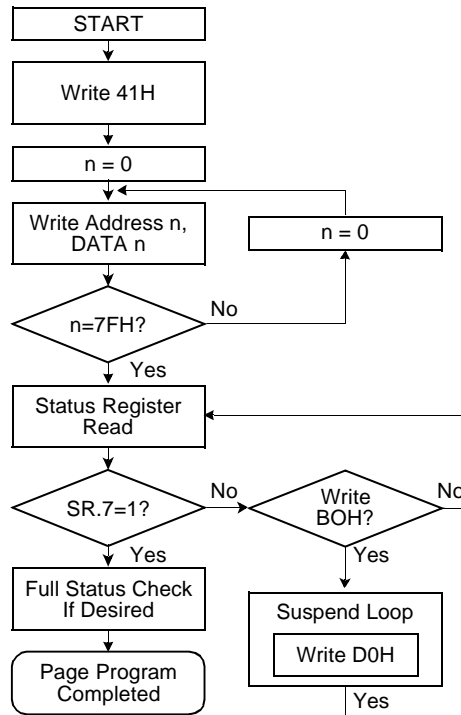 START
Write 41H
n = 0
Write Address n,
DATA n
n = 0
n=7FH?
No
Yes
Status Register
Read
SR.7=1?
No
Write
BOH?
No
Yes
Yes
Full Status Check
If Desired
Suspend Loop
Write D0H
Page Program
Completed
Yes